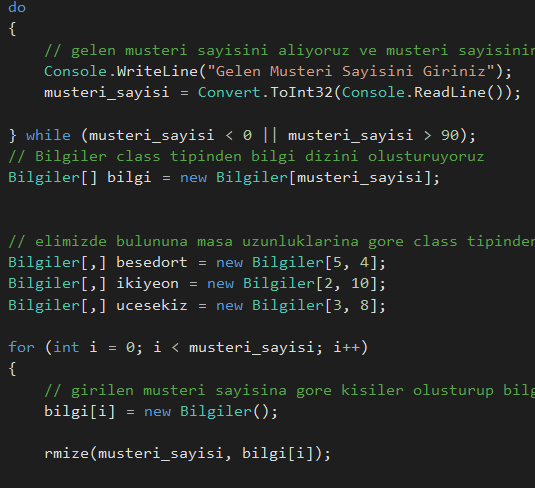 do
{
// gelen musteri sayisini aliyoruz ve musteri sayisinin
Console.WriteLine("Gelen Musteri Sayisini Giriniz");
musteri_sayisi = Convert.ToInt32(Console.ReadLine());
} while (musteri_sayisi < 0 || musteri_sayisi > 90);
// Bilgiler class tipinden bilgi dizini olusturuyoruz
Bilgiler[] bilgi = new Bilgiler[musteri_sayisi];
// elimizde bulununa masa uzunluklarina gore class tipinden
Bilgiler[,] besedort = new Bilgiler[5, 4];
Bilgiler[,] ikiyeon = new Bilgiler[2, 10];
Bilgiler[,] ucesekiz = new Bilgiler[3, 8];
for (int i = 0; i < musteri_sayisi; i++)
{
// girilen musteri sayisina gore kisiler olusturup
bilgi[i] = new Bilgiler();
rmize(musteri_sayisi, bilgi[i]);